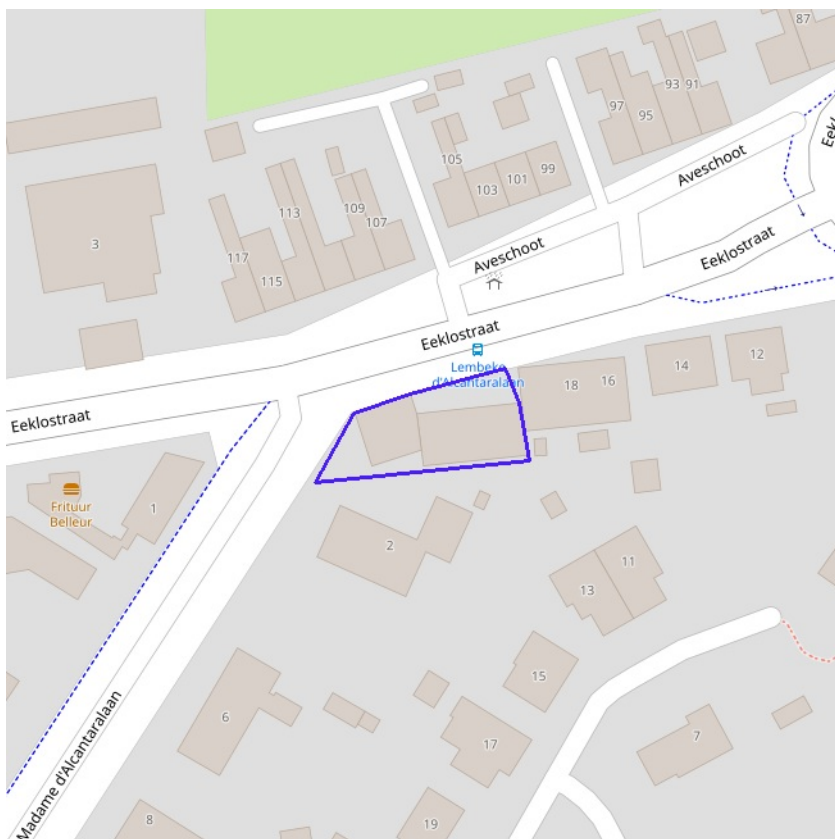 87
93
91
97
95
Eekl
105
99
101
103
Aveschoot
113
109
107
117
115
3
Aveschoot
Eeklostraat
Eeklostraat
Lembeke
d'Alcantaralaan
12
14
16
18
Eeklostraat
Frituur
Belleur
1
2
11
13
15
6
7
17
Madame d'Alcantaralaan
8
19